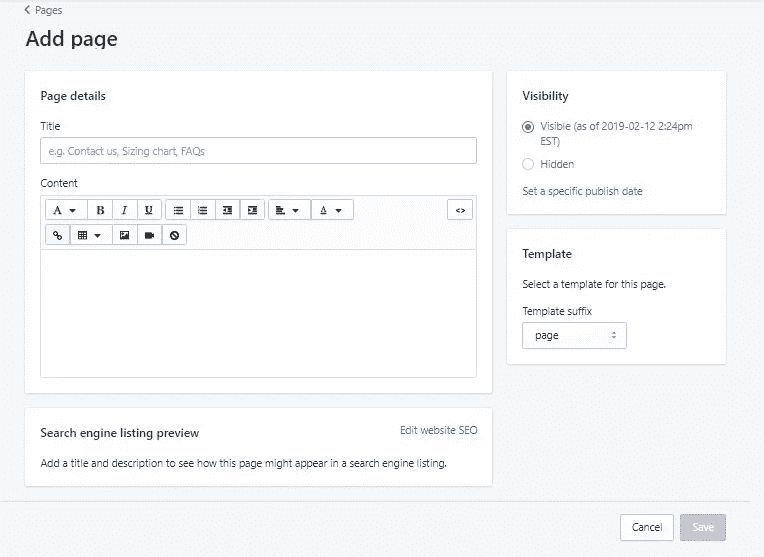 Pages
Add page
Page details
Title
e.g. Contact us, Sizing chart, FAQs
Content
A B I U A <>
Search engine listing preview
Edit website SEO
Add a title and description to see how this page might appear in a search engine listing.
Visibility
Visible (as of 2019-02-12 2:24pm
EST)
Hidden
Set a specific publish date
Template
Select a template for this page.
Template suffix
page
Cancel
Save